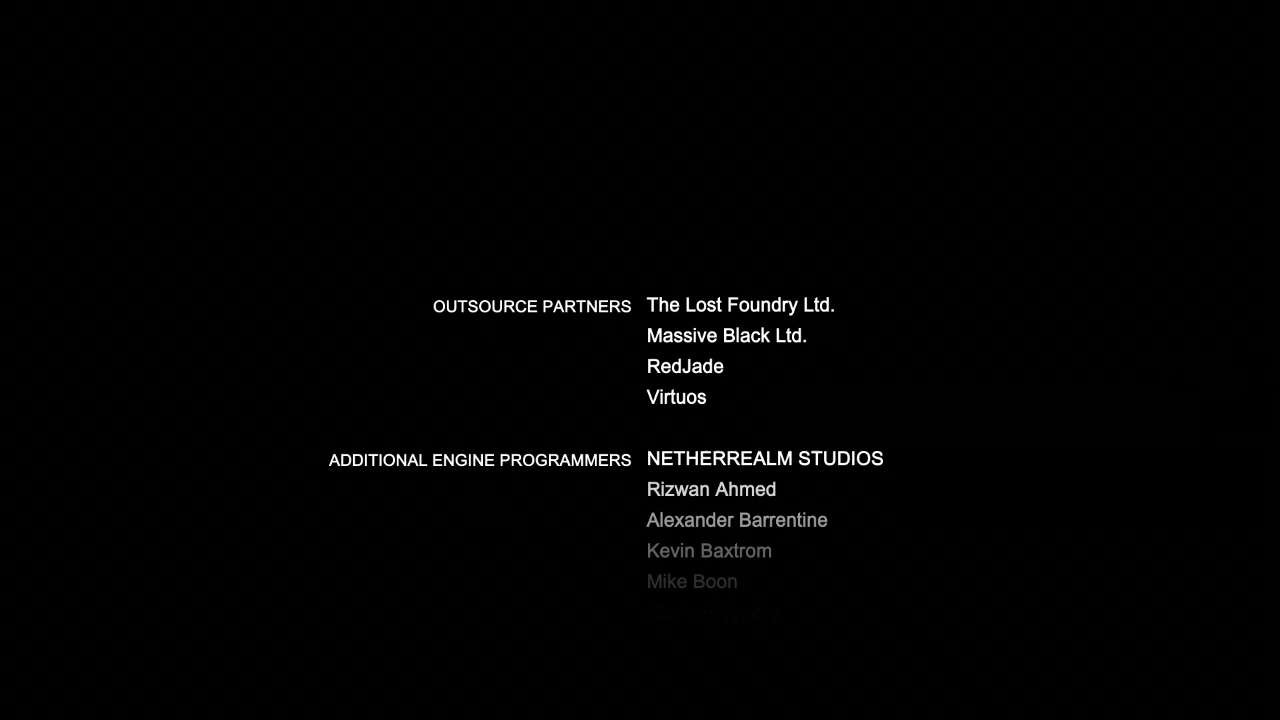 OUTSOURCE PARTNERS The Lost Foundry Ltd.
Massive Black Ltd.
RedJade
Virtuos
ADDITIONAL ENGINE PROGRAMMERS NETHERREALM STUDIOS
Rizwan Ahmed
Alexander Barrentine
Kevin Baxtrom
Mike Boon